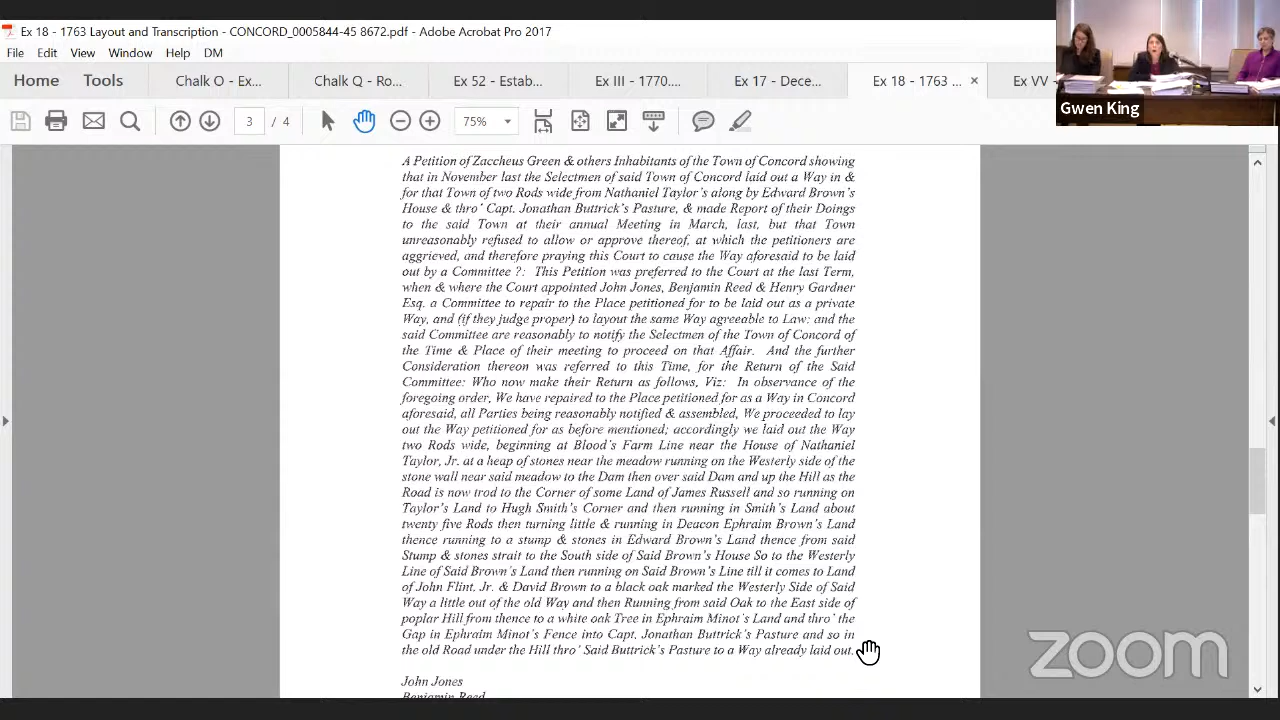 Ex 18 - 1763 Layout and Transcription - CONCORD_0005844-45 8672.pdf - Adobe Acrobat Pro 2017
File Edit View Window Help DM
Home Tools Chalk O - Ex... Chalk Q - Ro... Ex 52 - Estab... Ex III - 1770.... Ex 17 - Dece... Ex 18 - 1763 ... × Ex VV -
3 / 4 75%
Gwen King
A Petition of Zaccheus Green & others Inhabitants of the Town of Concord showing
that in November last the Selectmen of said Town of Concord laid out a Way in &
for that Town of two Rods wide from Nathaniel Taylor's along by Edward Brown's
House & thro' Capt. Jonathan Buttrick's Pasture, & made Report of their Doings
to the said Town at their annual Meeting in March, last, but that Town
unreasonably refused to allow or approve thereof, at which the petitioners are
aggrieved, and therefore praying this Court to cause the Way aforesaid to be laid
out by a Committee ?: This Petition was preferred to the Court at the last Term,
when & where the Court appointed John Jones, Benjamin Reed & Henry Gardner
Esq. a Committee to repair to the Place petitioned for to be laid out as a private
Way, and (if they judge proper) to layout the same Way agreeable to Law: and the
said Committee are reasonably to notify the Selectmen of the Town of Concord of
the Time & Place of their meeting to proceed on that Affair. And the further
Consideration thereon was referred to this Time, for the Return of the Said
Committee: Who now make their Return as follows, Viz: In observance of the
foregoing order, We have repaired to the Place petitioned for as a Way in Concord
aforesaid, all Parties being reasonably notified & assembled, We proceeded to lay
out the Way petitioned for as before mentioned; accordingly we laid out the Way
two Rods wide, beginning at Blood's Farm Line near the House of Nathaniel
Taylor, Jr. at a heap of stones near the meadow running on the Westerly side of the
stone wall near said meadow to the Dam then over said Dam and up the Hill as the
Road is now trod to the Corner of some Land of James Russell and so running on
Taylor's Land to Hugh Smith's Corner and then running in Smith's Land about
twenty five Rods then turning little & running in Deacon Ephraim Brown's Land
thence running to a stump & stones in Edward Brown's Land thence from said
Stump & stones strait to the South side of Said Brown's House So to the Westerly
Line of Said Brown's Land then running on Said Brown's Line till it comes to Land
of John Flint, Jr. & David Brown to a black oak marked the Westerly Side of Said
Way a little out of the old Way and then Running from said Oak to the East side of
poplar Hill from thence to a white oak Tree in Ephraim Minot's Land and thro' the
Gap in Ephraim Minot's Fence into Capt. Jonathan Buttrick's Pasture and so in
the old Road under the Hill thro' Said Buttrick's Pasture to a Way already laid out.
John Jones
Benjamin Reed
zoom